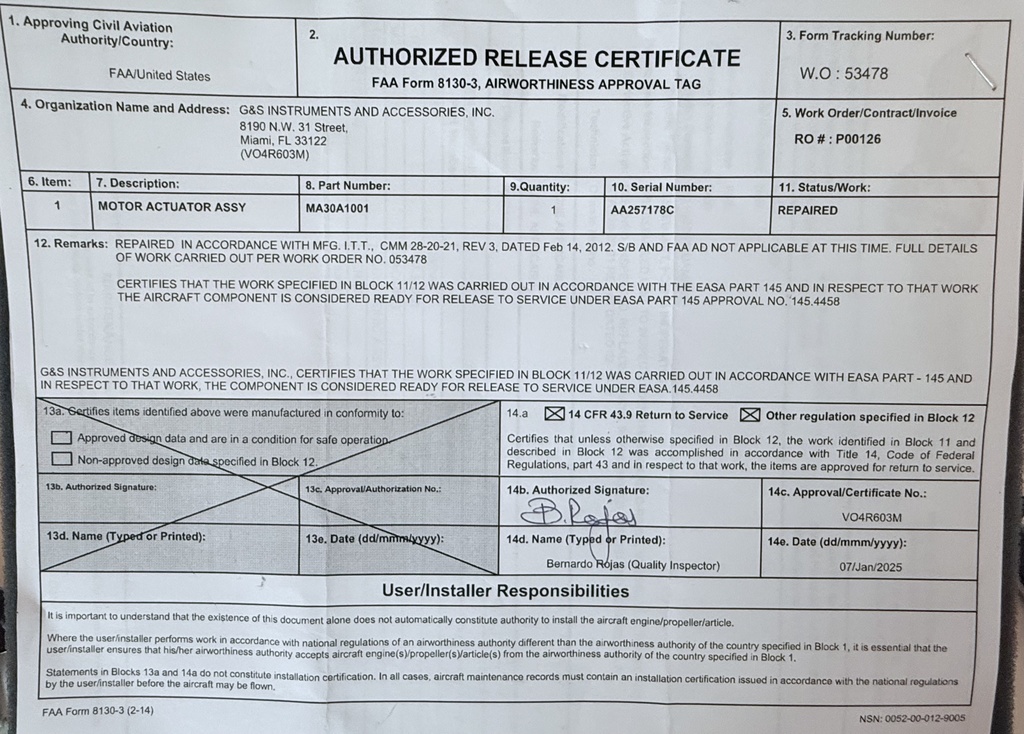 1. Approving Civil Aviation
Authority/Country:
FAA/United States
2.
AUTHORIZED RELEASE CERTIFICATE
FAA Form 8130-3, AIRWORTHINESS APPROVAL TAG
3. Form Tracking Number:
W.O : 53478
4. Organization Name and Address: G&S INSTRUMENTS AND ACCESSORIES, INC.
8190 N.W. 31 Street,
Miami, FL 33122
(VO4R603M)
5. Work Order/Contract/Invoice
RO # : P00126
6. Item: 7. Description: 8. Part Number: 9.Quantity: 10. Serial Number: 11. Status/Work:
1 MOTOR ACTUATOR ASSY MA30A1001 1 AA257178C REPAIRED
12. Remarks: REPAIRED IN ACCORDANCE WITH MFG. I.T.T., CMM 28-20-21, REV 3, DATED Feb 14, 2012. S/B AND FAA AD NOT APPLICABLE AT THIS TIME. FULL DETAILS
OF WORK CARRIED OUT PER WORK ORDER NO. 053478
CERTIFIES THAT THE WORK SPECIFIED IN BLOCK 11/12 WAS CARRIED OUT IN ACCORDANCE WITH THE EASA PART 145 AND IN RESPECT TO THAT WORK
THE AIRCRAFT COMPONENT IS CONSIDERED READY FOR RELEASE TO SERVICE UNDER EASA PART 145 APPROVAL NO. 145.4458
G&S INSTRUMENTS AND ACCESSORIES, INC., CERTIFIES THAT THE WORK SPECIFIED IN BLOCK 11/12 WAS CARRIED OUT IN ACCORDANCE WITH EASA PART - 145 AND
IN RESPECT TO THAT WORK, THE COMPONENT IS CONSIDERED READY FOR RELEASE TO SERVICE UNDER EASA.145.4458
13a. Certifies items identified above were manufactured in conformity to:
Approved design data and are in a condition for safe operation.
Non-approved design data specified in Block 12.
14.a 14 CFR 43.9 Return to Service Other regulation specified in Block 12
Certifies that unless otherwise specified in Block 12, the work identified in Block 11 and
described in Block 12 was accomplished in accordance with Title 14, Code of Federal
Regulations, part 43 and in respect to that work, the items are approved for return to service.
13b. Authorized Signature:
13c. Approval/Authorization No.:
14b. Authorized Signature:
B. Rojas
14c. Approval/Certificate No.:
VO4R603M
13d. Name (Typed or Printed):
13e. Date (dd/mmm/yyyy):
14d. Name (Typed or Printed):
Bernardo Rojas (Quality Inspector)
14e. Date (dd/mmm/yyyy):
07/Jan/2025
User/Installer Responsibilities
It is important to understand that the existence of this document alone does not automatically constitute authority to install the aircraft engine/propeller/article.
Where the user/installer performs work in accordance with national regulations of an airworthiness authority different than the airworthiness authority of the country specified in Block 1, it is essential that the
user/installer ensures that his/her airworthiness authority accepts aircraft engine(s)/propeller(s)/article(s) from the airworthiness authority of the country specified in Block 1.
Statements in Blocks 13a and 14a do not constitute installation certification. In all cases, aircraft maintenance records must contain an installation certification issued in accordance with the national regulations
by the user/installer before the aircraft may be flown.
FAA Form 8130-3 (2-14)
NSN: 0052-00-012-9005